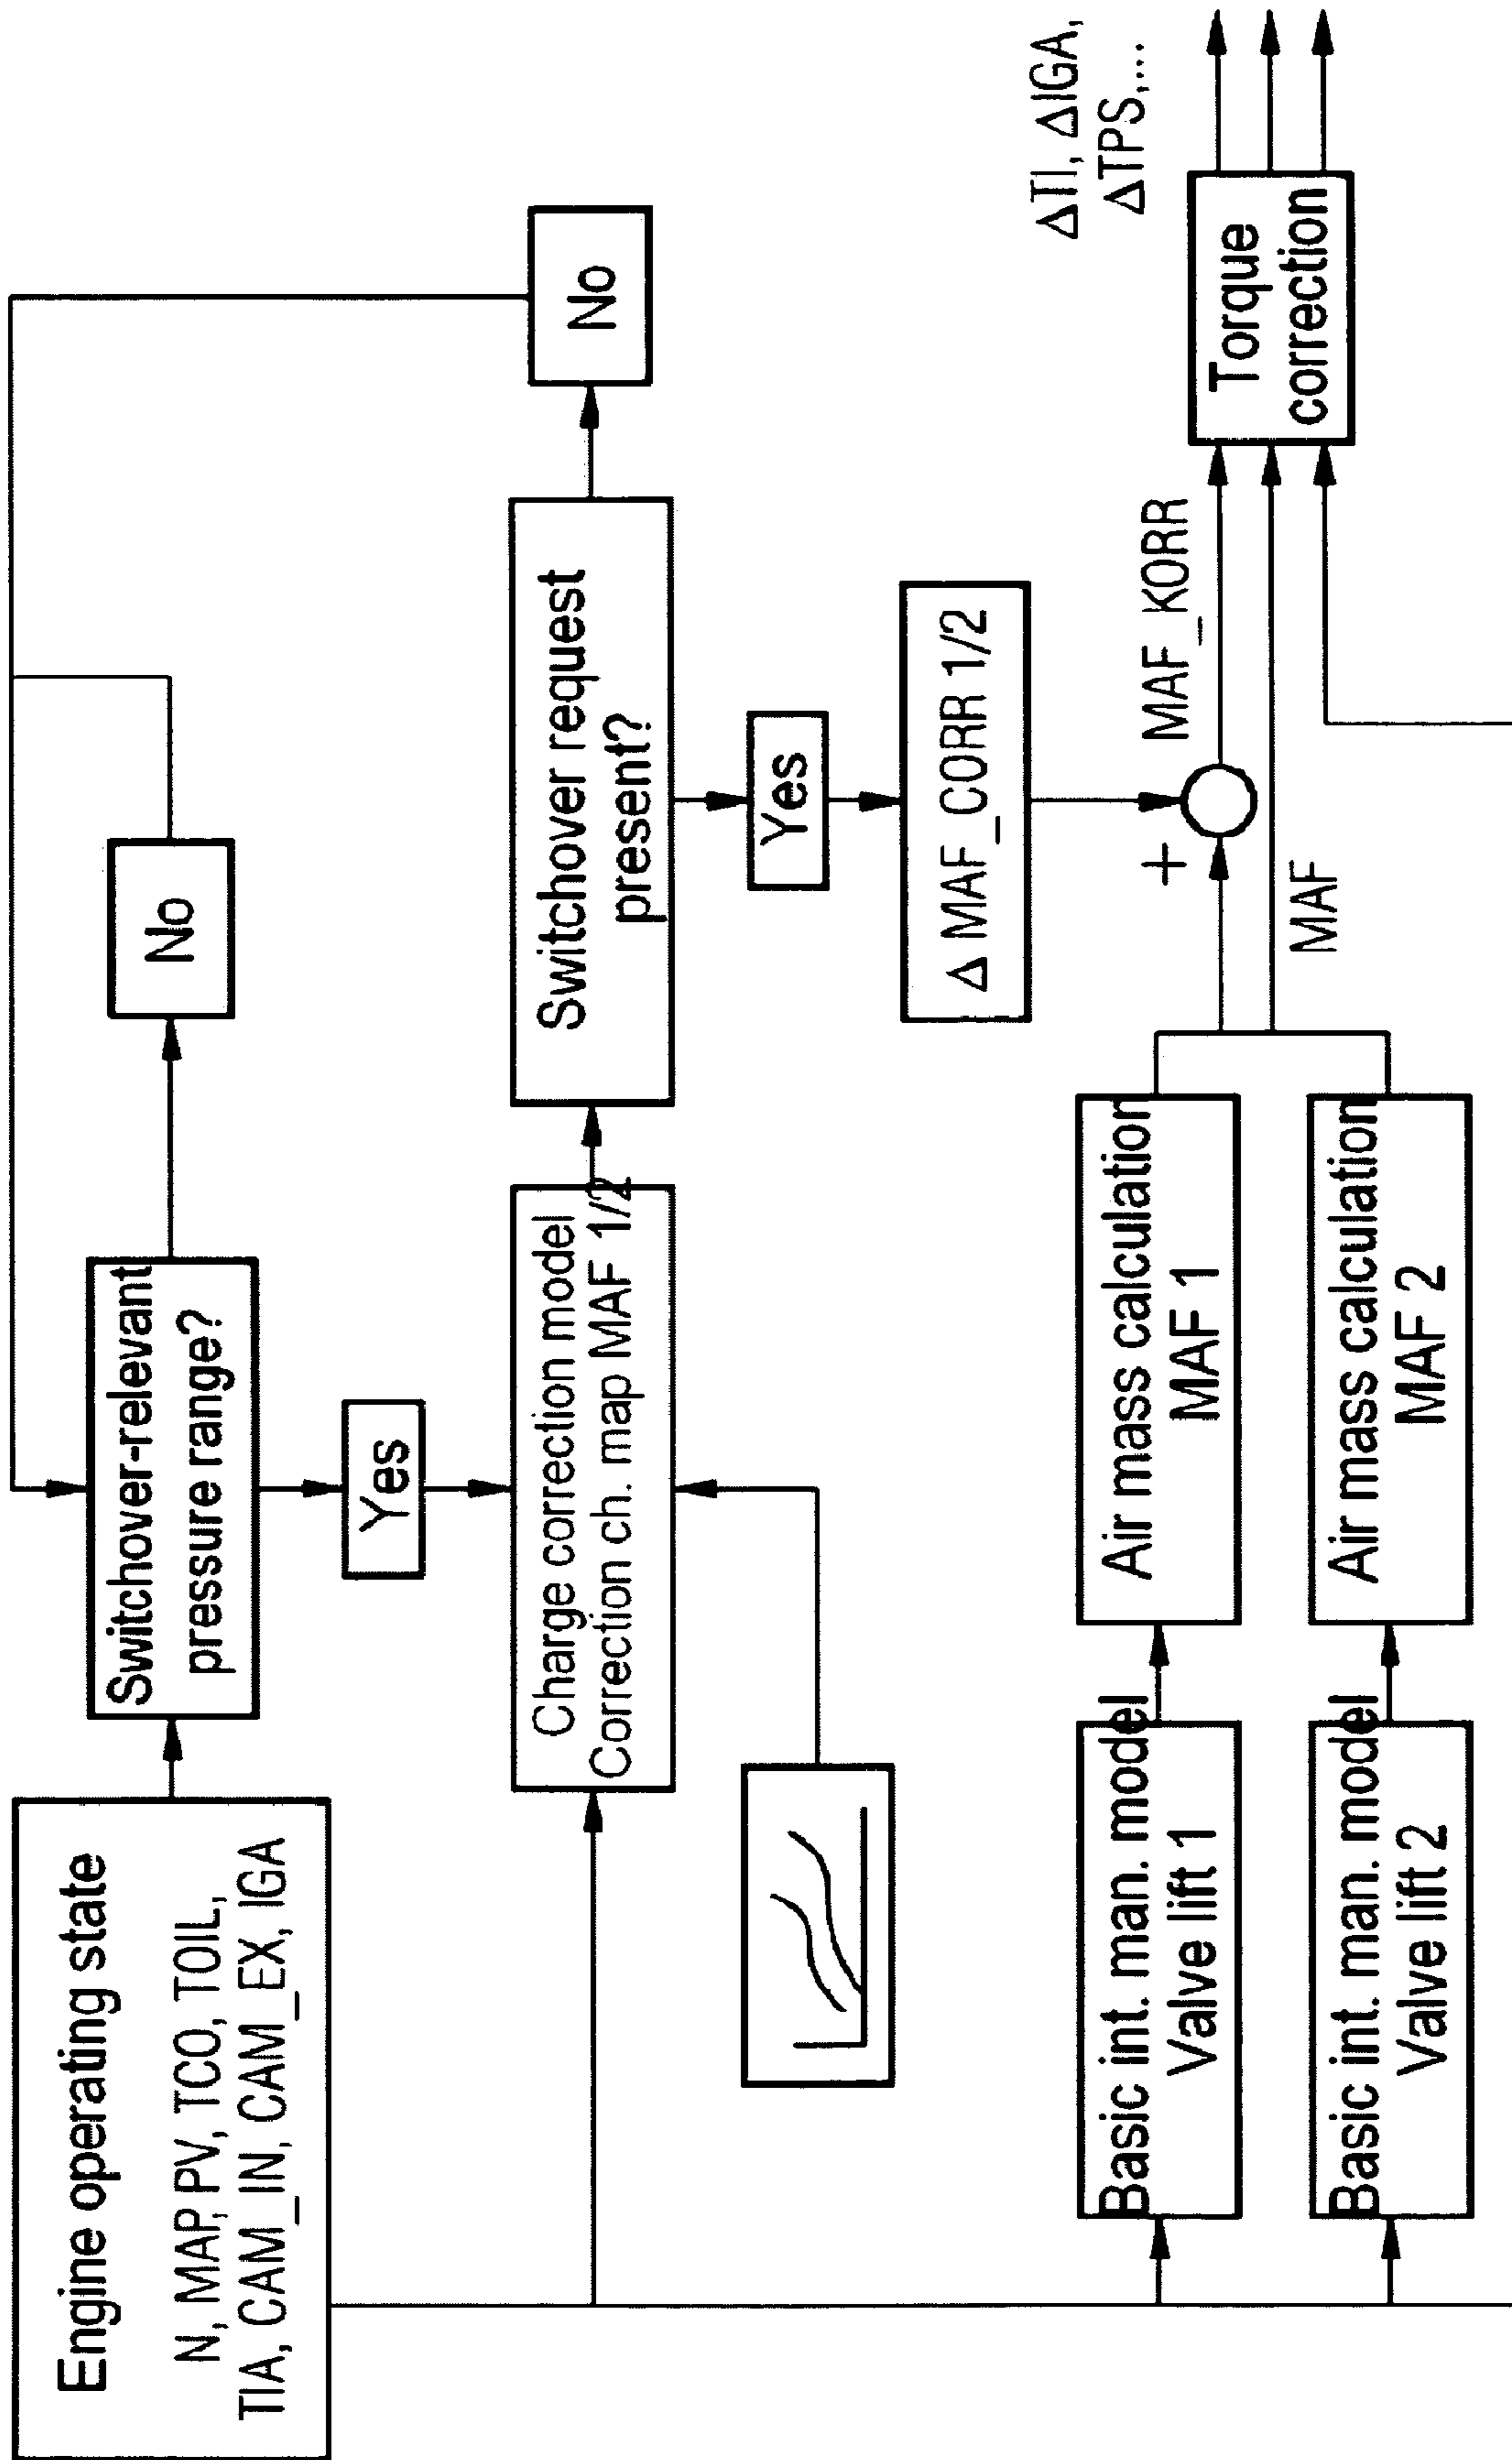 Engine operating state
N, MAP, PV, TCO, TOIL,
TIA, CAM_IN, CAM_EX, IGA
Switchover-relevant
pressure range?
No
Yes
Charge correction model
Correction ch. map MAF 1/2
Switchover request
present?
No
Yes
Δ MAF_CORR 1/2
Basic int. man. model
Valve lift 1
Air mass calculation
MAF 1
Basic int. man. model
Valve lift 2
Air mass calculation
MAF 2
+
MAF_KORR
MAF
Torque
correction
ΔTI, ΔIGA,
ΔTPS,...